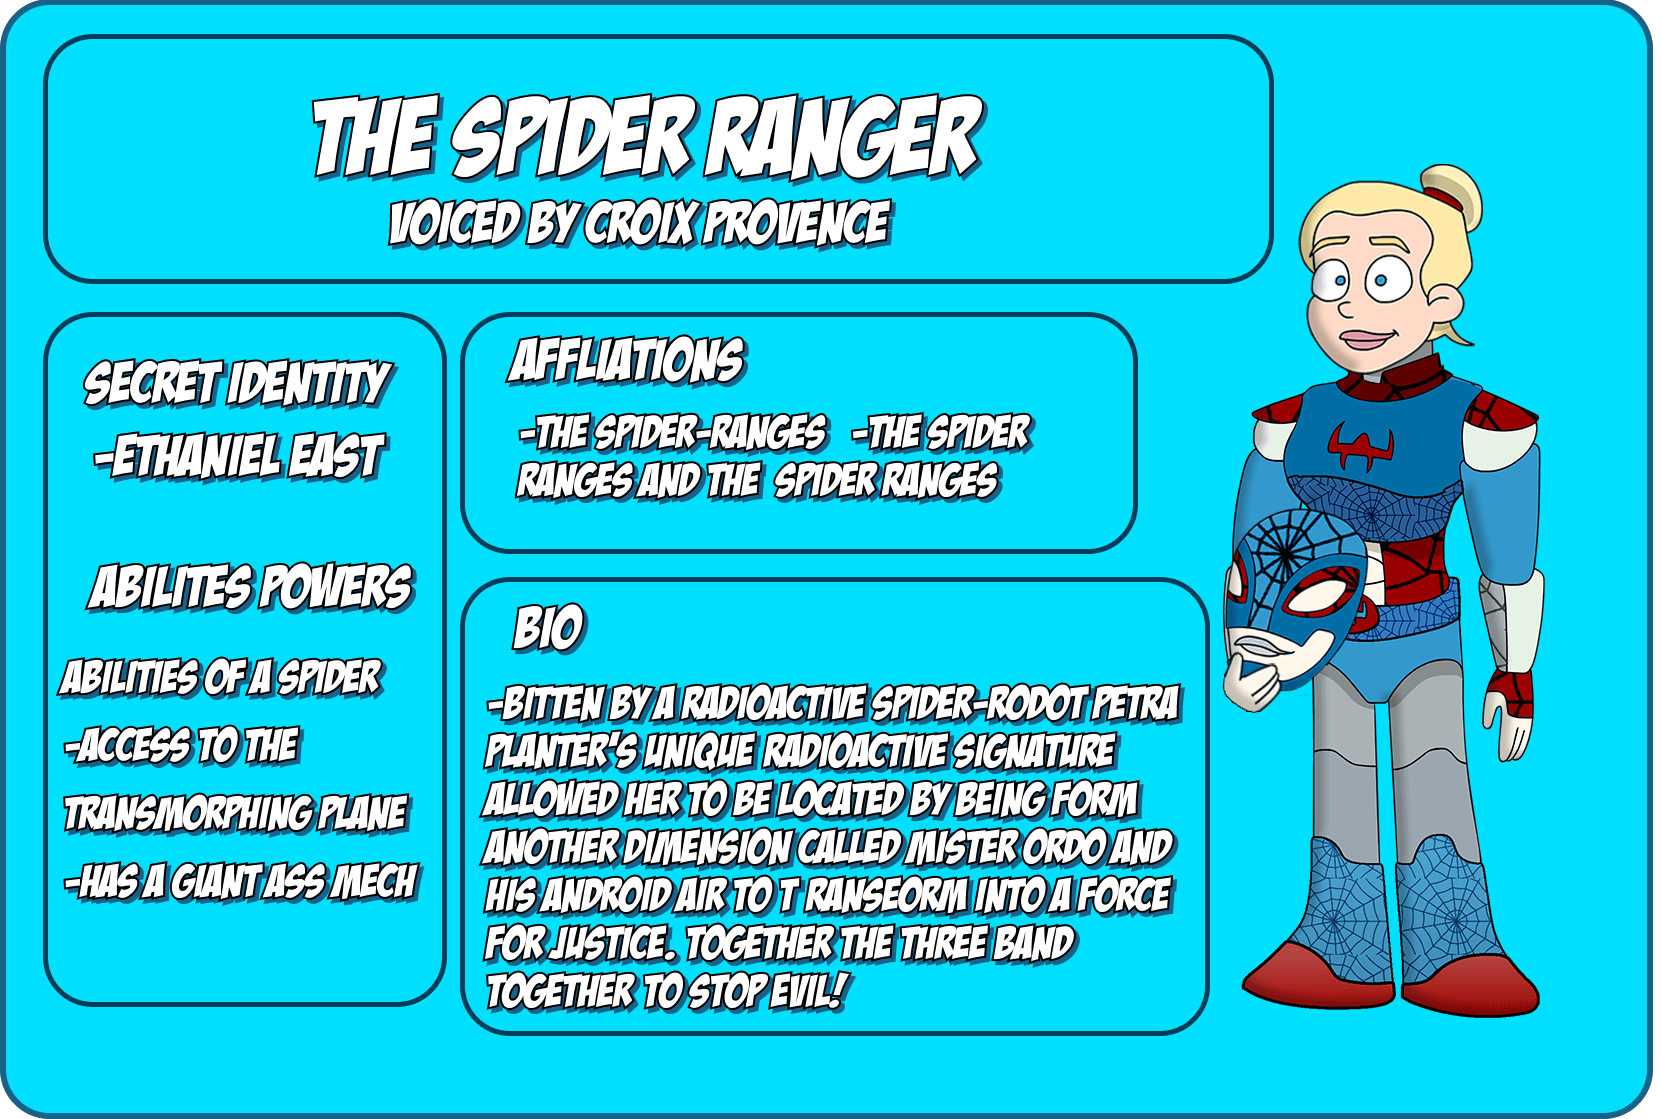 THE SPIDER RANGER
VOICED BY CROIX PROVENCE
SECRET IDENTITY
-ETHANIEL EAST
ABILITES POWERS
ABILITIES OF A SPIDER
-ACCESS TO THE
TRANSMORPHING PLANE
-HAS A GIANT ASS MECH
AFFLIATIONS
-THE SPIDER-RANGES -THE SPIDER
RANGES AND THE SPIDER RANGES
BIO
-BITTEN BY A RADIOACTIVE SPIDER-RODOT PETRA
PLANTER'S UNIQUE RADIOACTIVE SIGNATURE
ALLOWED HER TO BE LOCATED BY BEING FORM
ANOTHER DIMENSION CALLED MISTER ORDO AND
HIS ANDROID AIR TO T RANSEORM INTO A FORCE
FOR JUSTICE. TOGETHER THE THREE BAND
TOGETHER TO STOP EVIL!